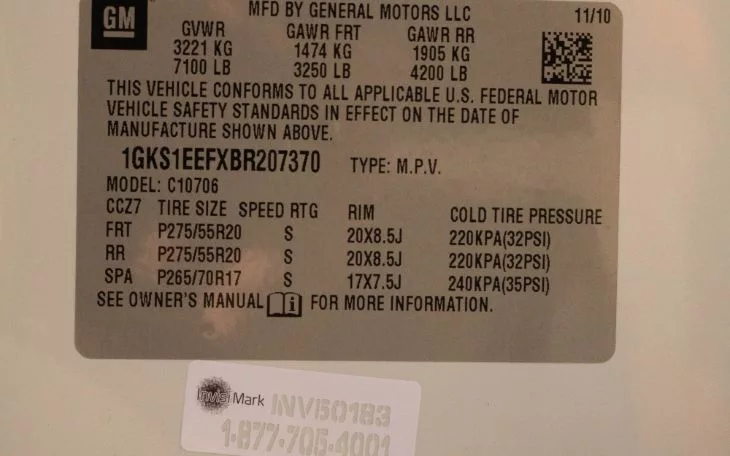 GM
MFD BY GENERAL MOTORS LLC 11/10
GVWR GAWR FRT GAWR RR
3221 KG 1474 KG 1905 KG
7100 LB 3250 LB 4200 LB
THIS VEHICLE CONFORMS TO ALL APPLICABLE U.S. FEDERAL MOTOR
VEHICLE SAFETY STANDARDS IN EFFECT ON THE DATE OF
MANUFACTURE SHOWN ABOVE.
1GKS1EEFXBR207370 TYPE: M.P.V.
MODEL: C10706
CCZ7 TIRE SIZE SPEED RTG RIM COLD TIRE PRESSURE
FRT P275/55R20 S 20X8.5J 220KPA(32PSI)
RR P275/55R20 S 20X8.5J 220KPA(32PSI)
SPA P265/70R17 S 17X7.5J 240KPA(35PSI)
SEE OWNER'S MANUAL i FOR MORE INFORMATION.
InvisiMark INV50183
1-877-705-4001